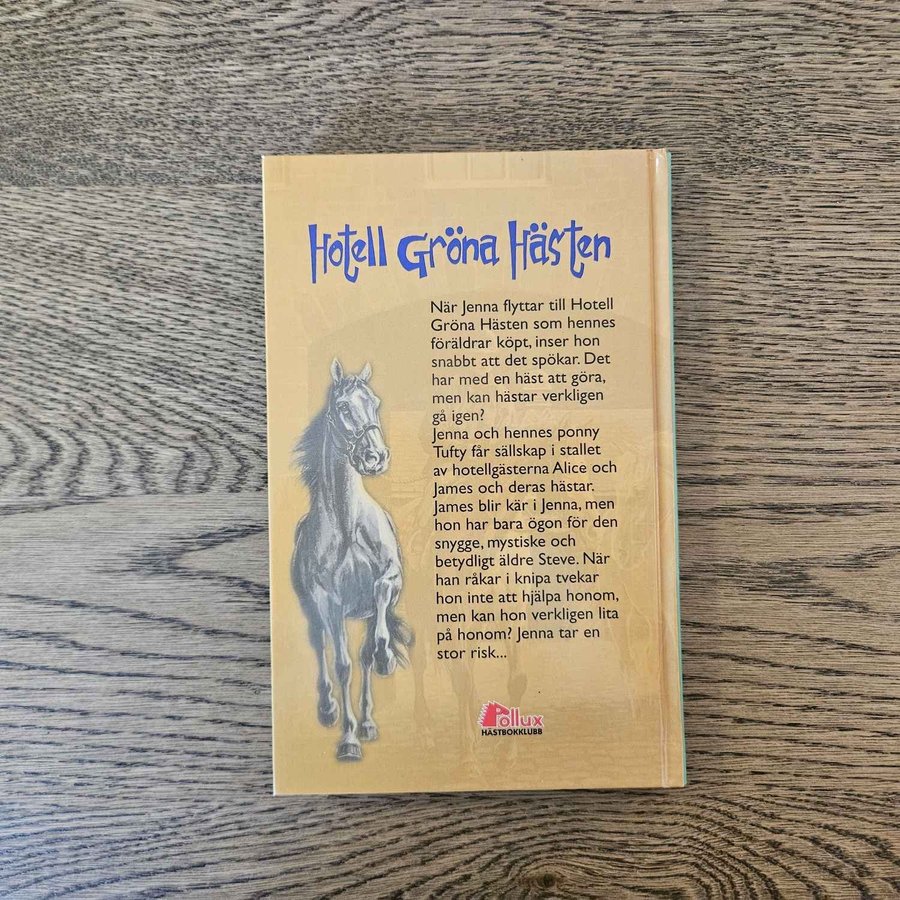 Hotell Gröna Hästen
När Jenna flyttar till Hotell
Gröna Hästen som hennes
föräldrar köpt, inser hon
snabbt att det spökar. Det
har med en häst att göra,
men kan hästar verkligen
gå igen?
Jenna och hennes ponny
Tufty får sällskap i stallet
av hotellgästerna Alice och
James och deras hästar.
James blir kär i Jenna, men
hon har bara ögon för den
snygge, mystiske och
betydligt äldre Steve. När
han råkar i knipa tvekar
hon inte att hjälpa honom,
men kan hon verkligen lita
på honom? Jenna tar en
stor risk...
Pollux
HÄSTBOKKLUBB